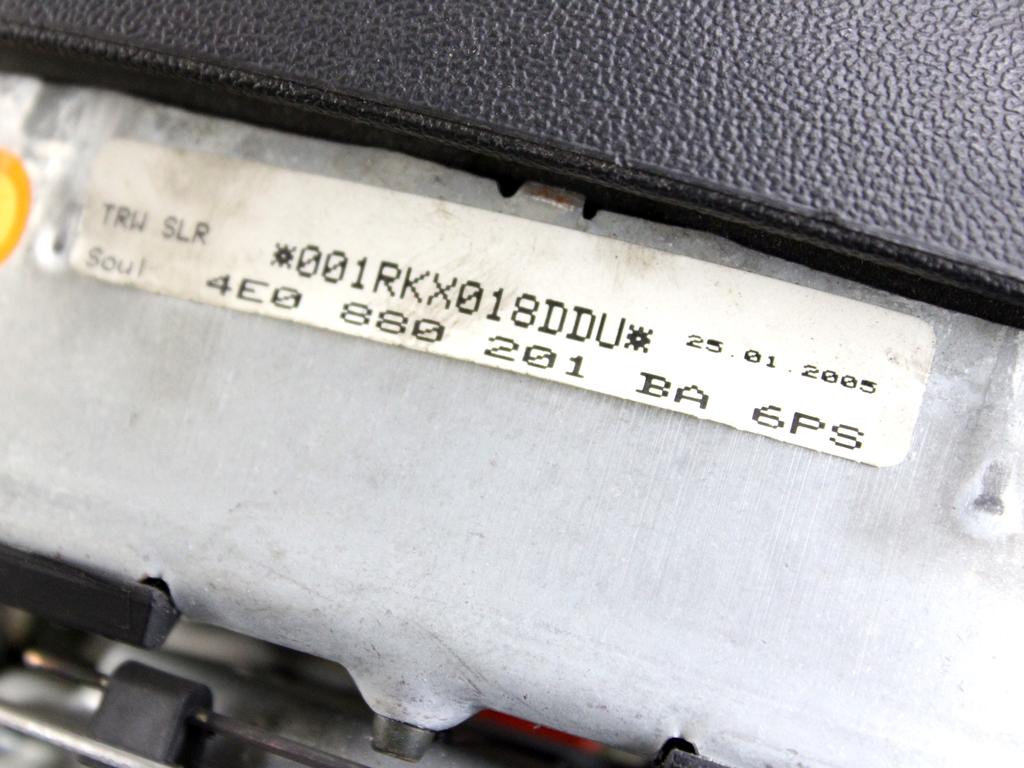 TRW SLR
Soul
*001RKX018DDU*
25.01.2005
4E0 880 201 BA 6PS